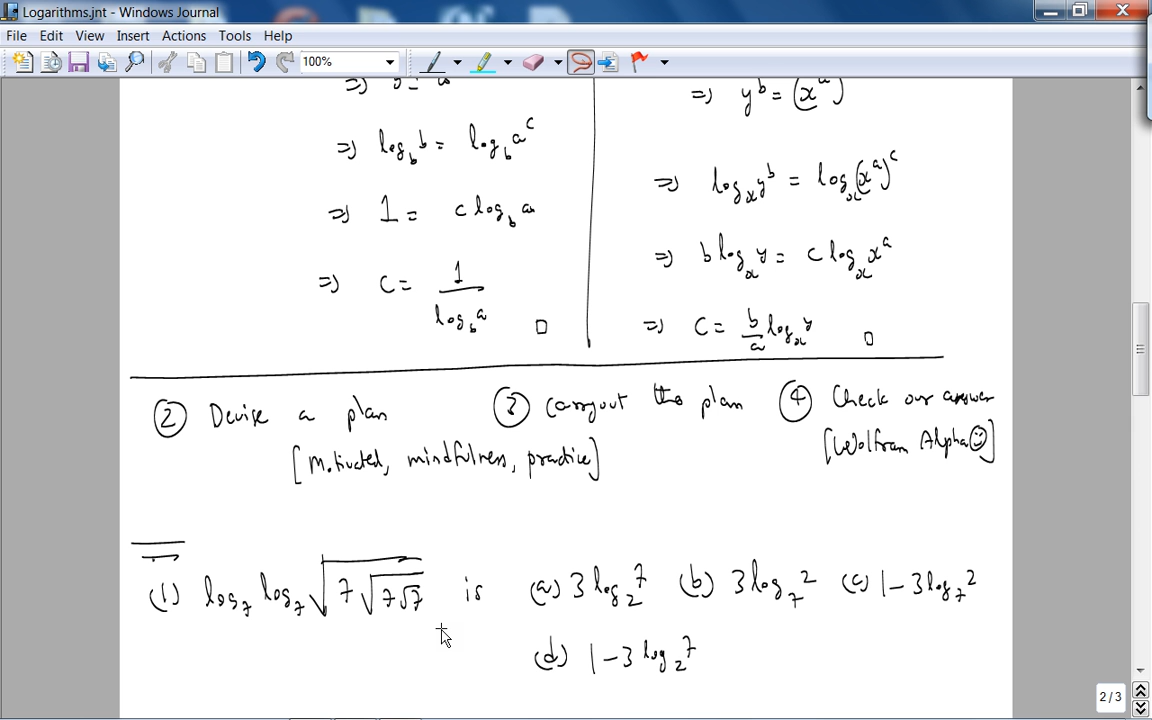 Logarithms.jnt - Windows Journal
File Edit View Insert Actions Tools Help
100%
=> log_b b = log_b a^c
=> 1 = c log_b a
=> c = 1 / log_b a □
=> y^b = (x^a)
=> log_x y^b = log_x (x^a)^c
=> b log_x y = c log_x x^a
=> c = b/a log_x y □
② Devise a plan ③ Carryout the plan ④ Check our answer
[Motivated, mindfulness, practice] [Wolfram Alpha☺]
(1) log_7 log_7 √(7√(7√7)) is (a) 3 log_2 7 (b) 3 log_7 2 (c) 1 - 3 log_7 2
(d) 1 - 3 log_2 7
2 / 3